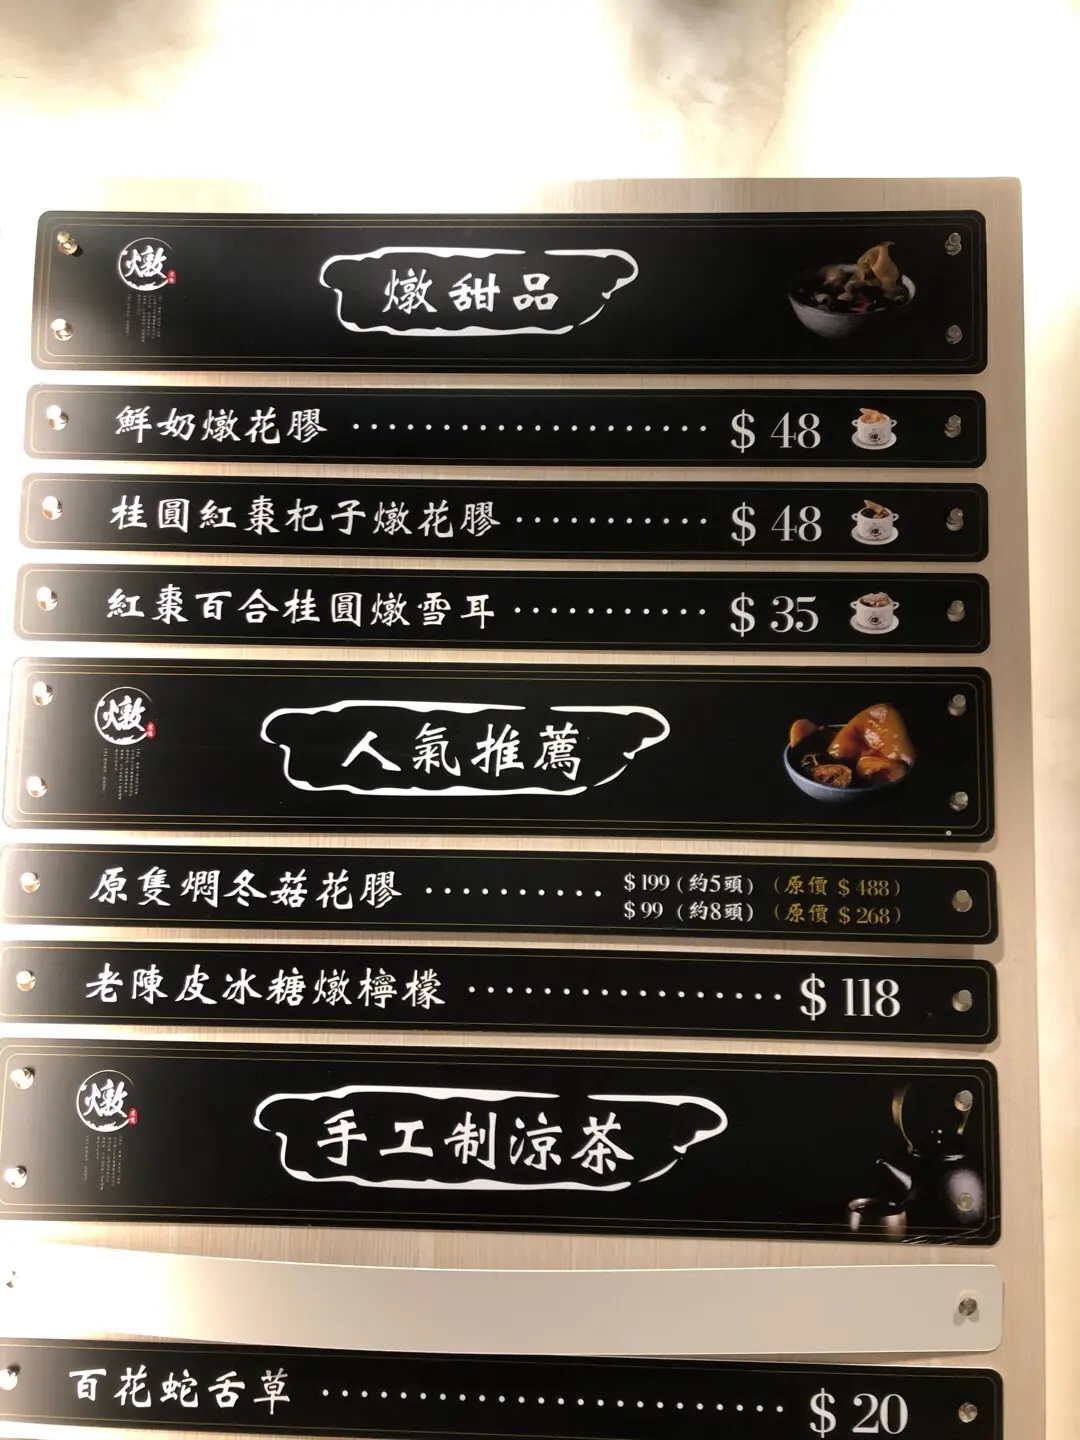 燉
燉甜品
鮮奶燉花膠 $ 48
桂圓紅棗杞子燉花膠 $ 48
紅棗百合桂圓燉雪耳 $ 35
燉
人氣推薦
原隻燜冬菇花膠 $ 199 (約5頭) (原價 $ 488)
$ 99 (約8頭) (原價 $ 268)
老陳皮冰糖燉檸檬 $ 118
燉
手工制涼茶
百花蛇舌草 $ 20